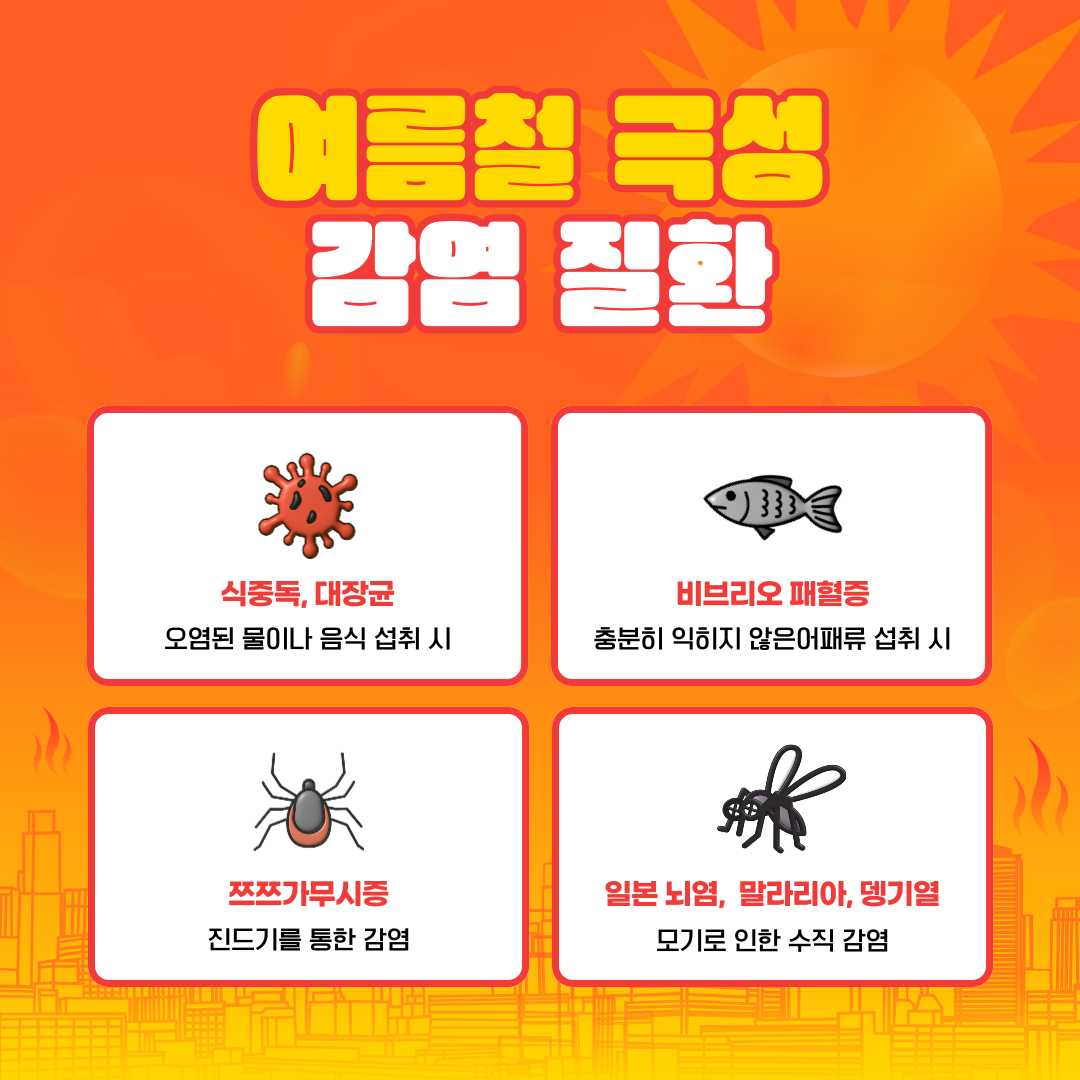 여름철 극성
감염 질환
식중독, 대장균
오염된 물이나 음식 섭취 시
비브리오 패혈증
충분히 익히지 않은어패류 섭취 시
쯔쯔가무시증
진드기를 통한 감염
일본 뇌염, 말라리아, 뎅기열
모기로 인한 수직 감염